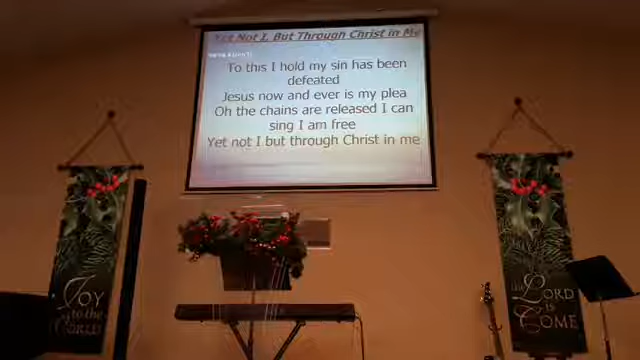 Yet Not I, But Through Christ in Me
To this I hold my sin has been
defeated
Jesus now and ever is my plea
Oh the chains are released I can
sing I am free
Yet not I but through Christ in me
Joy
to the
World
the
Lord
is
Come